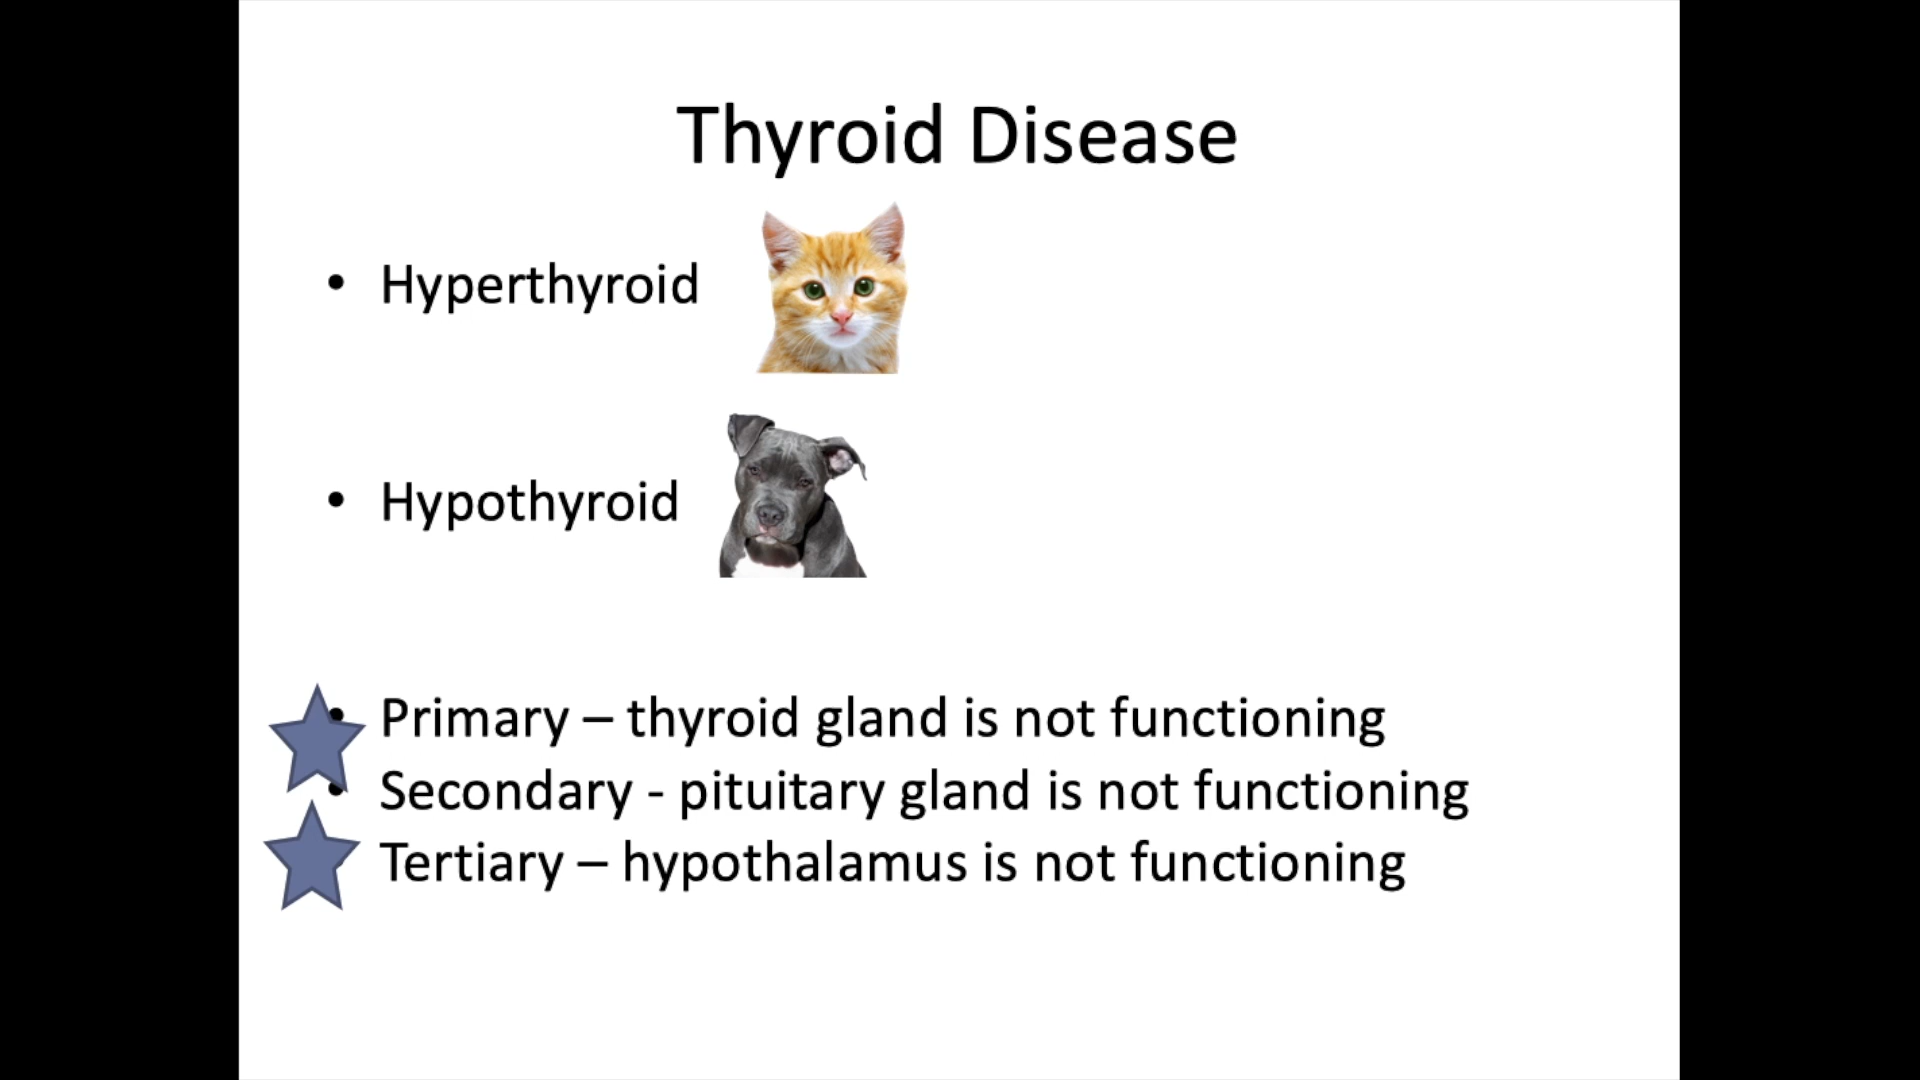 Thyroid Disease
• Hyperthyroid
• Hypothyroid
• Primary – thyroid gland is not functioning
• Secondary - pituitary gland is not functioning
Tertiary – hypothalamus is not functioning